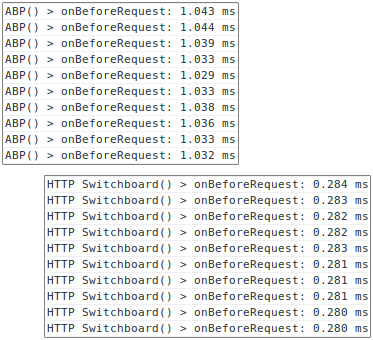 ABP() > onBeforeRequest: 1.043 ms
ABP() > onBeforeRequest: 1.044 ms
ABP() > onBeforeRequest: 1.039 ms
ABP() > onBeforeRequest: 1.033 ms
ABP() > onBeforeRequest: 1.029 ms
ABP() > onBeforeRequest: 1.033 ms
ABP() > onBeforeRequest: 1.038 ms
ABP() > onBeforeRequest: 1.036 ms
ABP() > onBeforeRequest: 1.033 ms
ABP() > onBeforeRequest: 1.032 ms
HTTP Switchboard() > onBeforeRequest: 0.284 ms
HTTP Switchboard() > onBeforeRequest: 0.283 ms
HTTP Switchboard() > onBeforeRequest: 0.282 ms
HTTP Switchboard() > onBeforeRequest: 0.282 ms
HTTP Switchboard() > onBeforeRequest: 0.283 ms
HTTP Switchboard() > onBeforeRequest: 0.281 ms
HTTP Switchboard() > onBeforeRequest: 0.281 ms
HTTP Switchboard() > onBeforeRequest: 0.281 ms
HTTP Switchboard() > onBeforeRequest: 0.280 ms
HTTP Switchboard() > onBeforeRequest: 0.280 ms